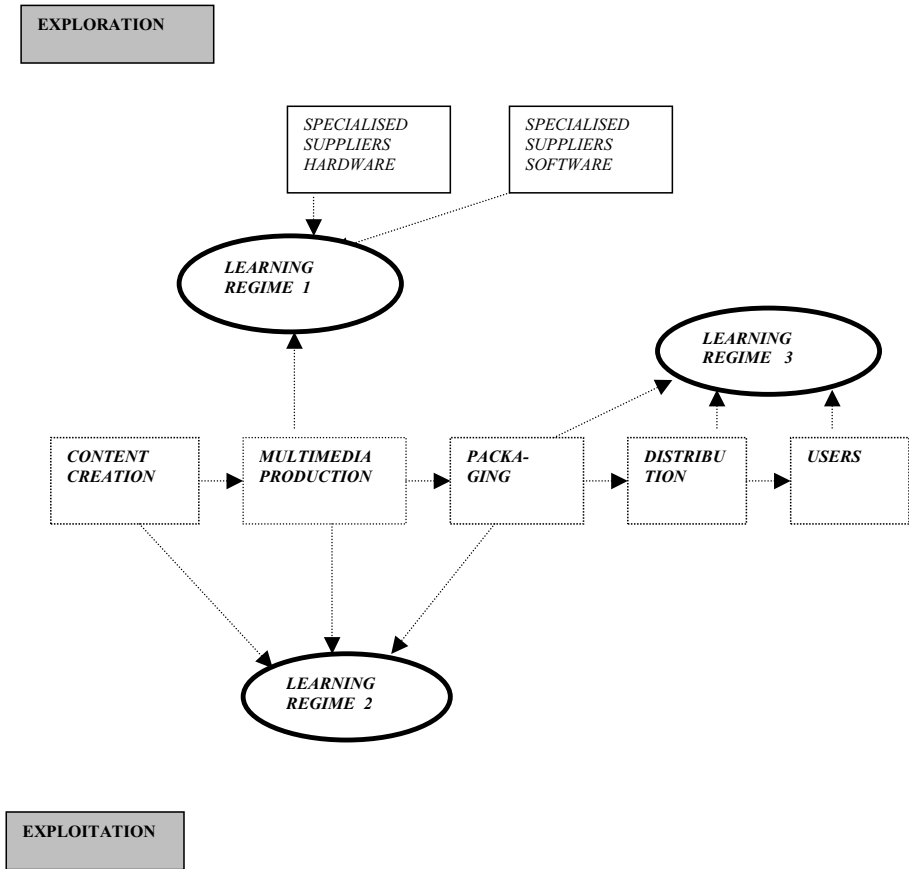 EXPLORATION
SPECIALISED
SUPPLIERS
HARDWARE
SPECIALISED
SUPPLIERS
SOFTWARE
LEARNING
REGIME 1
LEARNING
REGIME 3
CONTENT
CREATION
MULTIMEDIA
PRODUCTION
PACKA-
GING
DISTRIBU
TION
USERS
LEARNING
REGIME 2
EXPLOITATION